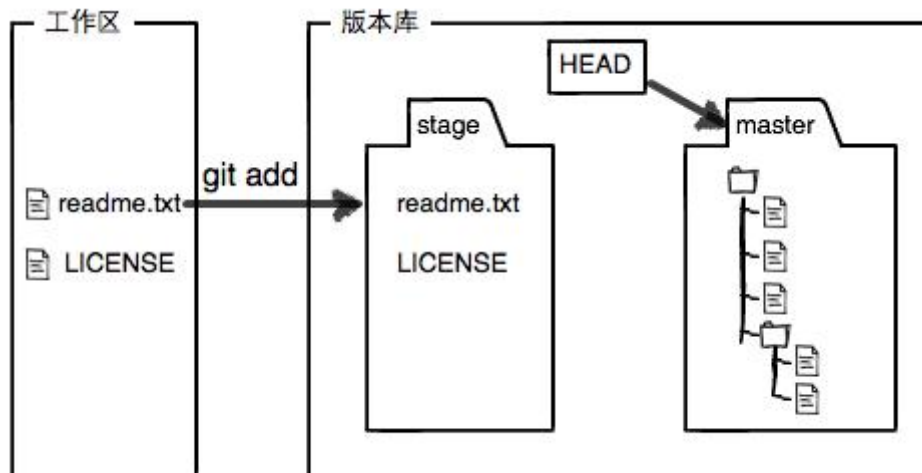 工作区
版本库
HEAD
stage
master
git add
readme.txt
readme.txt
LICENSE
LICENSE